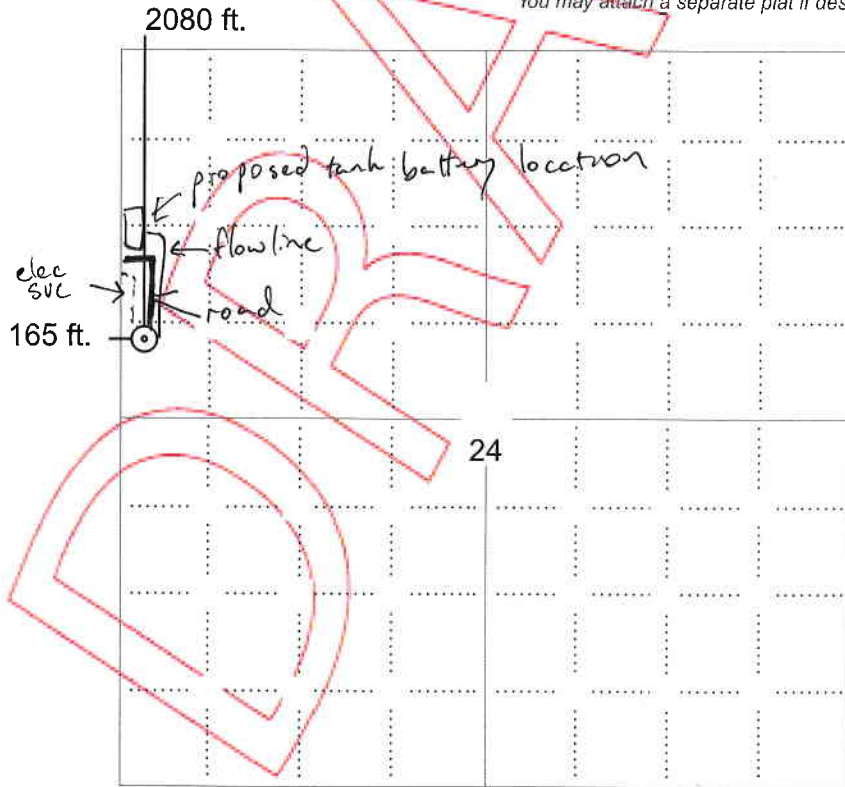 You may attach a separate plat if des
2080 ft.
proposed tank battery location
flowline
elec
svc
road
165 ft.
24
DRA